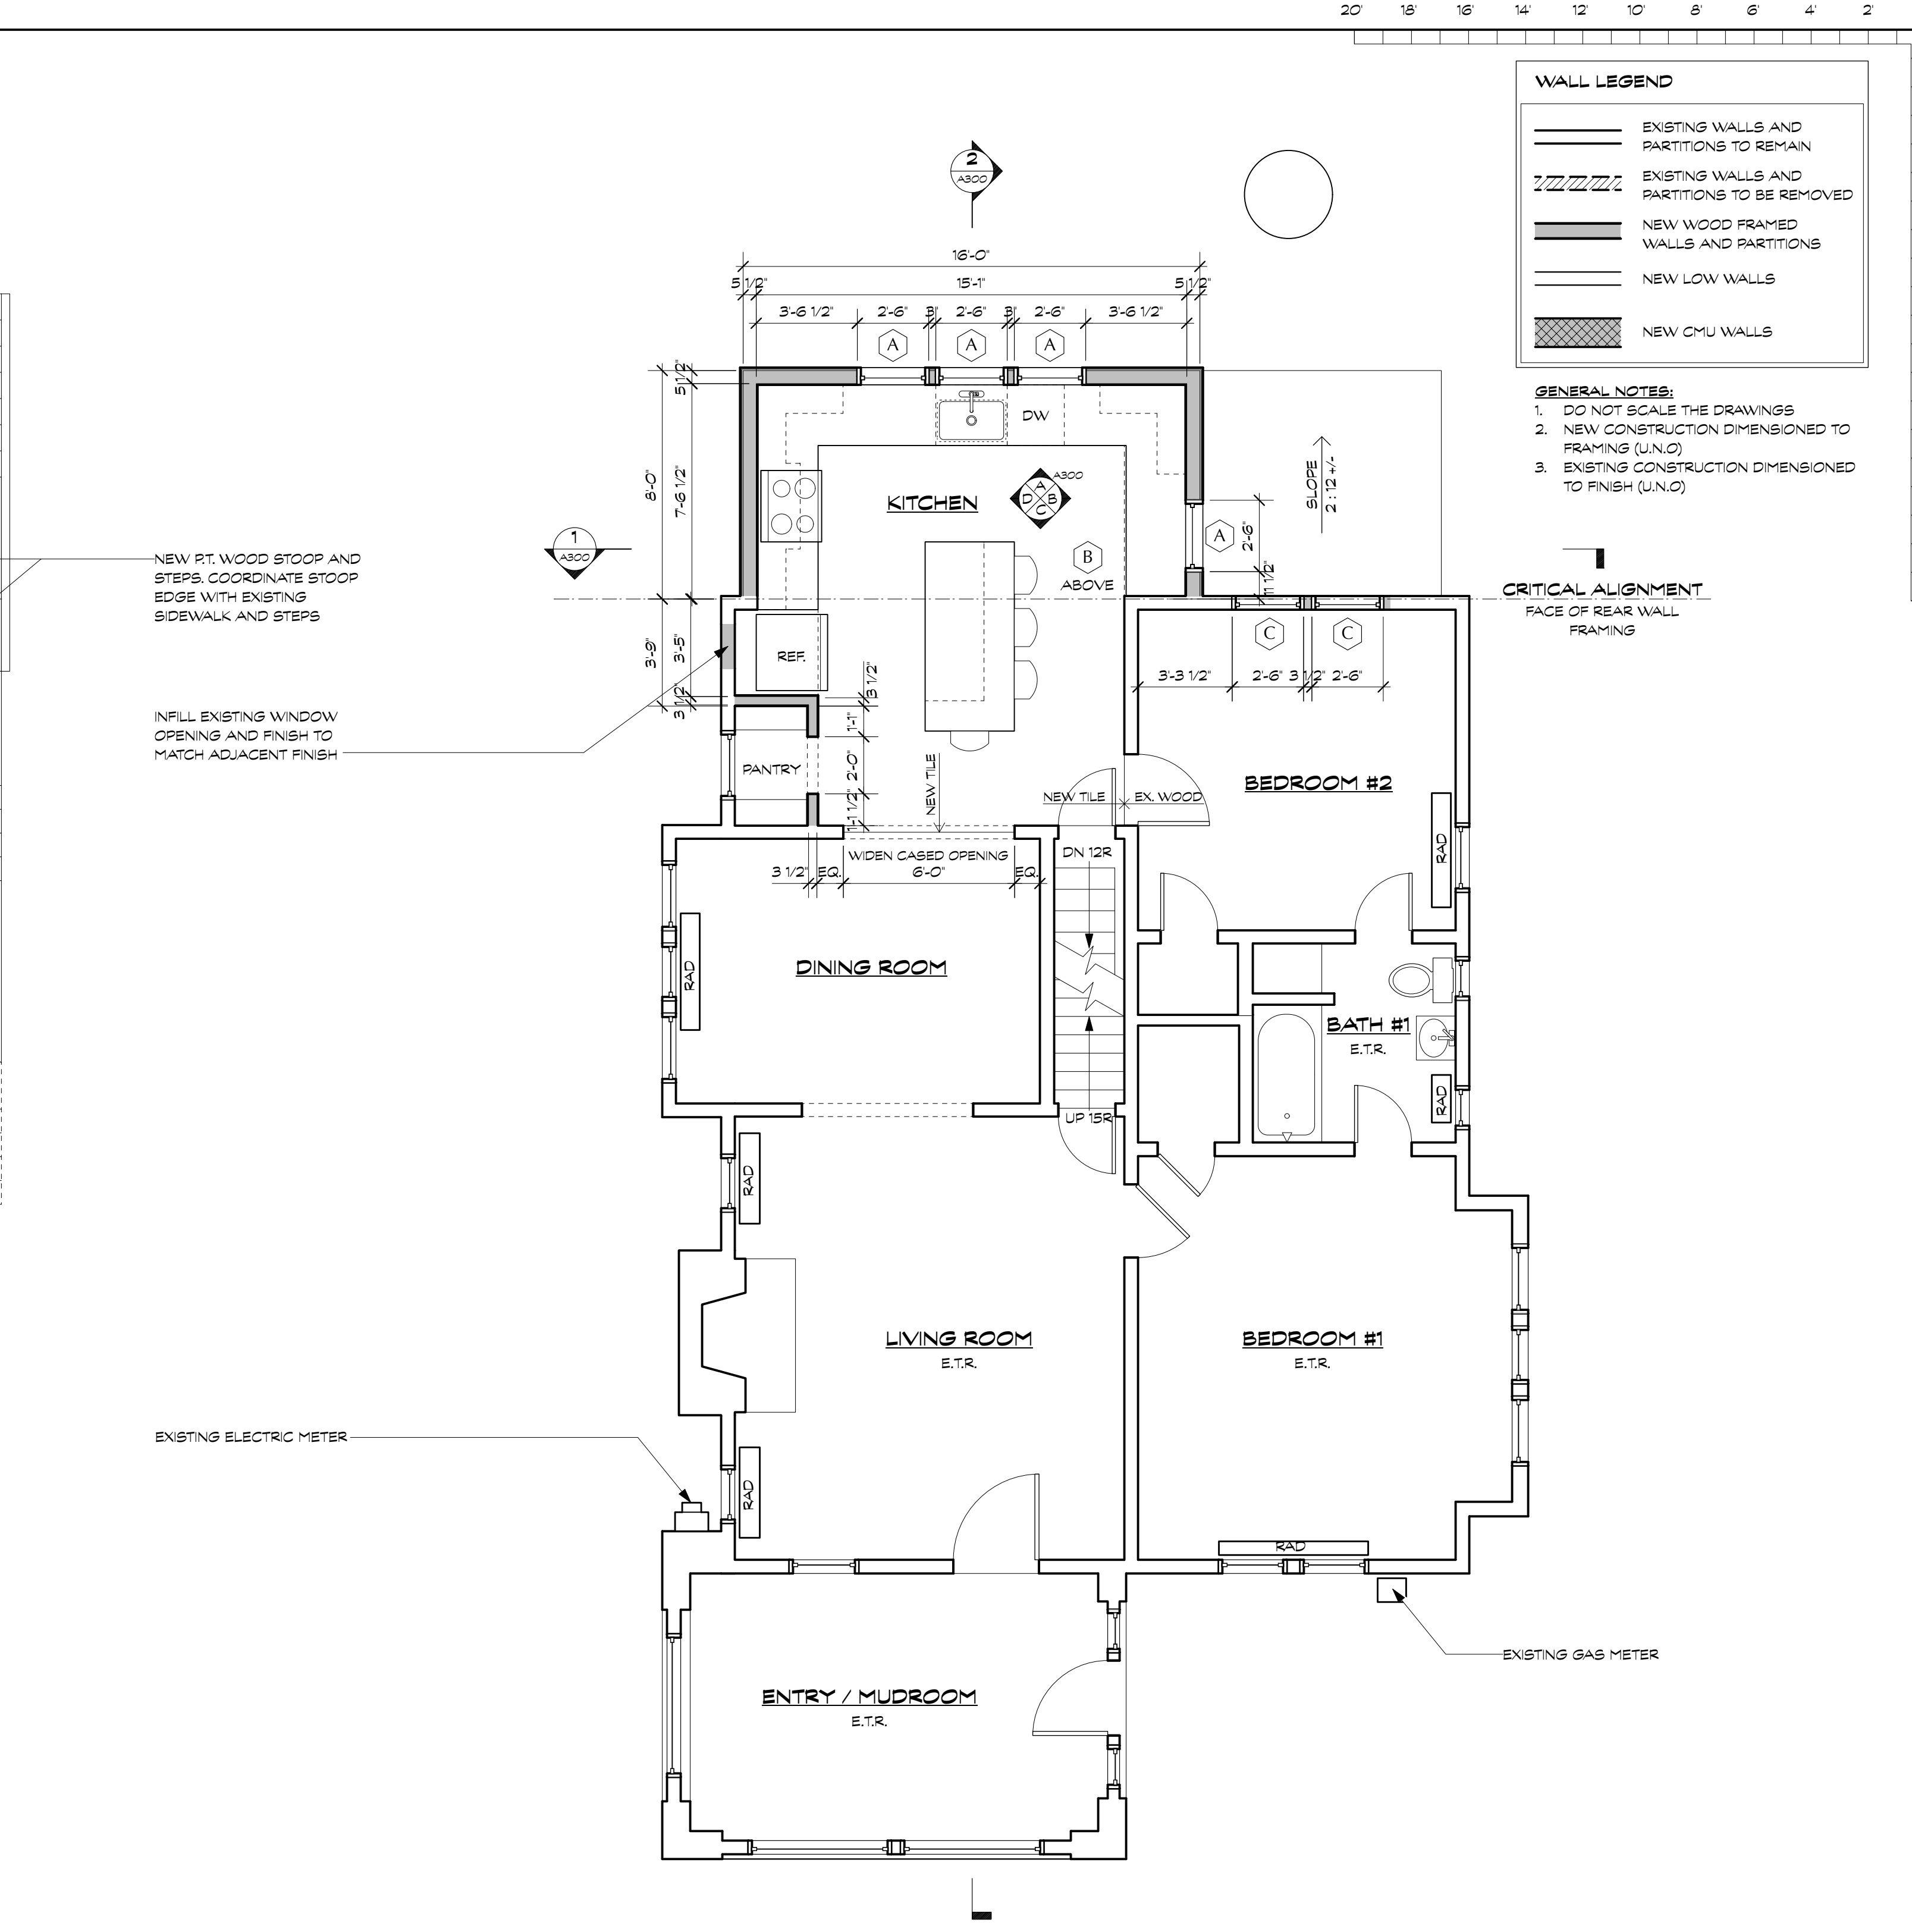 20' 18' 16' 14' 12' 10' 8' 6' 4' 2'
WALL LEGEND
EXISTING WALLS AND
PARTITIONS TO REMAIN
EXISTING WALLS AND
PARTITIONS TO BE REMOVED
NEW WOOD FRAMED
WALLS AND PARTITIONS
NEW LOW WALLS
NEW CMU WALLS
GENERAL NOTES:
1. DO NOT SCALE THE DRAWINGS
2. NEW CONSTRUCTION DIMENSIONED TO
FRAMING (U.N.O)
3. EXISTING CONSTRUCTION DIMENSIONED
TO FINISH (U.N.O)
CRITICAL ALIGNMENT
FACE OF REAR WALL
FRAMING
2
A300
16'-0"
5 1/2" 15'-1" 5 1/2"
3'-6 1/2" 2'-6" 3" 2'-6" 3" 2'-6" 3'-6 1/2"
A A A
5 1/2"
8'-0"
7'-6 1/2"
DW
SLOPE
2 : 12 +/-
KITCHEN
A300
A
D B
C
A
2'-6"
11 1/2"
B
ABOVE
1
A300
NEW P.T. WOOD STOOP AND
STEPS. COORDINATE STOOP
EDGE WITH EXISTING
SIDEWALK AND STEPS
3'-9"
3'-5"
3 1/2"
REF.
3 1/2"
C C
3'-3 1/2" 2'-6" 3 1/2" 2'-6"
INFILL EXISTING WINDOW
OPENING AND FINISH TO
MATCH ADJACENT FINISH
PANTRY
1'-1"
2'-0"
1'-1 1/2"
NEW TILE
NEW TILE EX. WOOD
BEDROOM #2
RAD
WIDEN CASED OPENING
3 1/2" EQ. 6'-0" EQ.
DN 12R
DINING ROOM
RAD
BATH #1
E.T.R.
RAD
UP 15R
RAD
LIVING ROOM
E.T.R.
BEDROOM #1
E.T.R.
EXISTING ELECTRIC METER
RAD
RAD
EXISTING GAS METER
ENTRY / MUDROOM
E.T.R.